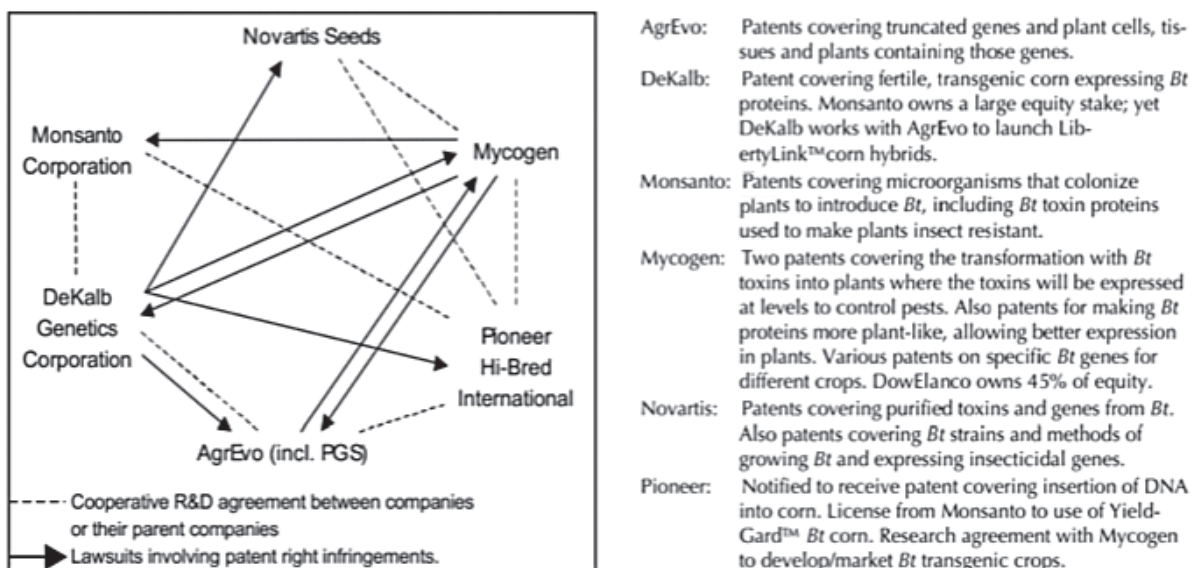 Novartis Seeds
Monsanto
Corporation
Mycogen
DeKalb
Genetics
Corporation
Pioneer
Hi-Bred
International
AgrEvo (incl. PGS)
Cooperative R&D agreement between companies
or their parent companies
Lawsuits involving patent right infringements.
AgrEvo: Patents covering truncated genes and plant cells, tis-
sues and plants containing those genes.
DeKalb: Patent covering fertile, transgenic corn expressing Bt
proteins. Monsanto owns a large equity stake; yet
DeKalb works with AgrEvo to launch Lib-
ertyLink™corn hybrids.
Monsanto: Patents covering microorganisms that colonize
plants to introduce Bt, including Bt toxin proteins
used to make plants insect resistant.
Mycogen: Two patents covering the transformation with Bt
toxins into plants where the toxins will be expressed
at levels to control pests. Also patents for making Bt
proteins more plant-like, allowing better expression
in plants. Various patents on specific Bt genes for
different crops. DowElanco owns 45% of equity.
Novartis: Patents covering purified toxins and genes from Bt.
Also patents covering Bt strains and methods of
growing Bt and expressing insecticidal genes.
Pioneer: Notified to receive patent covering insertion of DNA
into corn. License from Monsanto to use of Yield-
Gard™ Bt corn. Research agreement with Mycogen
to develop/market Bt transgenic crops.